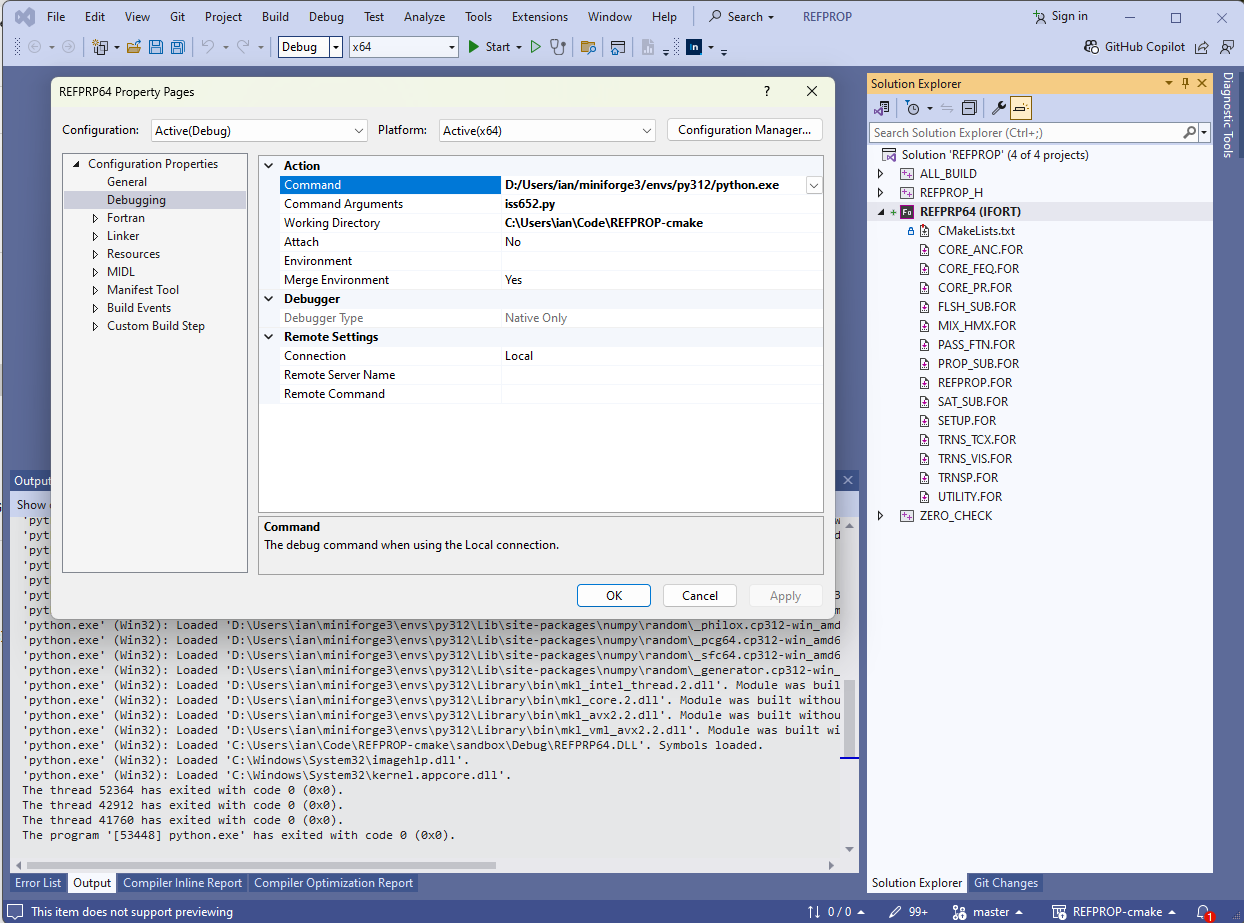 File Edit View Git Project Build Debug Test Analyze Tools Extensions Window Help Search REFPROP Sign in
Debug x64 Start In GitHub Copilot
REFPRP64 Property Pages ?
Configuration: Active(Debug) Platform: Active(x64) Configuration Manager...
Configuration Properties
General
Debugging
Fortran
Linker
Resources
MIDL
Manifest Tool
Build Events
Custom Build Step
Action
Command D:/Users/ian/miniforge3/envs/py312/python.exe
Command Arguments iss652.py
Working Directory C:\Users\ian\Code\REFPROP-cmake
Attach No
Environment
Merge Environment Yes
Debugger
Debugger Type Native Only
Remote Settings
Connection Local
Remote Server Name
Remote Command
Command
The debug command when using the Local connection.
OK Cancel Apply
Solution Explorer
Search Solution Explorer (Ctrl+;)
Solution 'REFPROP' (4 of 4 projects)
ALL_BUILD
REFPROP_H
REFPRP64 (IFORT)
CMakeLists.txt
CORE_ANC.FOR
CORE_FEQ.FOR
CORE_PR.FOR
FLSH_SUB.FOR
MIX_HMX.FOR
PASS_FTN.FOR
PROP_SUB.FOR
REFPROP.FOR
SAT_SUB.FOR
SETUP.FOR
TRNS_TCX.FOR
TRNS_VIS.FOR
TRNSP.FOR
UTILITY.FOR
ZERO_CHECK
Diagnostic Tools
Output
Show
'pyt
'pyt
'pyt
'pyt
'pyt
'pyt
'pyt
'python.exe' (Win32): Loaded 'D:\Users\ian\miniforge3\envs\py312\Lib\site-packages\numpy\random\_philox.cp312-win_amd
'python.exe' (Win32): Loaded 'D:\Users\ian\miniforge3\envs\py312\Lib\site-packages\numpy\random\_pcg64.cp312-win_amd6
'python.exe' (Win32): Loaded 'D:\Users\ian\miniforge3\envs\py312\Lib\site-packages\numpy\random\_sfc64.cp312-win_amd6
'python.exe' (Win32): Loaded 'D:\Users\ian\miniforge3\envs\py312\Lib\site-packages\numpy\random\_generator.cp312-win_
'python.exe' (Win32): Loaded 'D:\Users\ian\miniforge3\envs\py312\Library\bin\mkl_intel_thread.2.dll'. Module was buil
'python.exe' (Win32): Loaded 'D:\Users\ian\miniforge3\envs\py312\Library\bin\mkl_core.2.dll'. Module was built withou
'python.exe' (Win32): Loaded 'D:\Users\ian\miniforge3\envs\py312\Library\bin\mkl_avx2.2.dll'. Module was built withou
'python.exe' (Win32): Loaded 'D:\Users\ian\miniforge3\envs\py312\Library\bin\mkl_vml_avx2.2.dll'. Module was built wi
'python.exe' (Win32): Loaded 'C:\Users\ian\Code\REFPROP-cmake\sandbox\Debug\REFPRP64.DLL'. Symbols loaded.
'python.exe' (Win32): Loaded 'C:\Windows\System32\imagehlp.dll'.
'python.exe' (Win32): Loaded 'C:\Windows\System32\kernel.appcore.dll'.
The thread 52364 has exited with code 0 (0x0).
The thread 42912 has exited with code 0 (0x0).
The thread 41760 has exited with code 0 (0x0).
The program '[53448] python.exe' has exited with code 0 (0x0).
Error List Output Compiler Inline Report Compiler Optimization Report
Solution Explorer Git Changes
This item does not support previewing 0 / 0 99+ master REFPROP-cmake 1